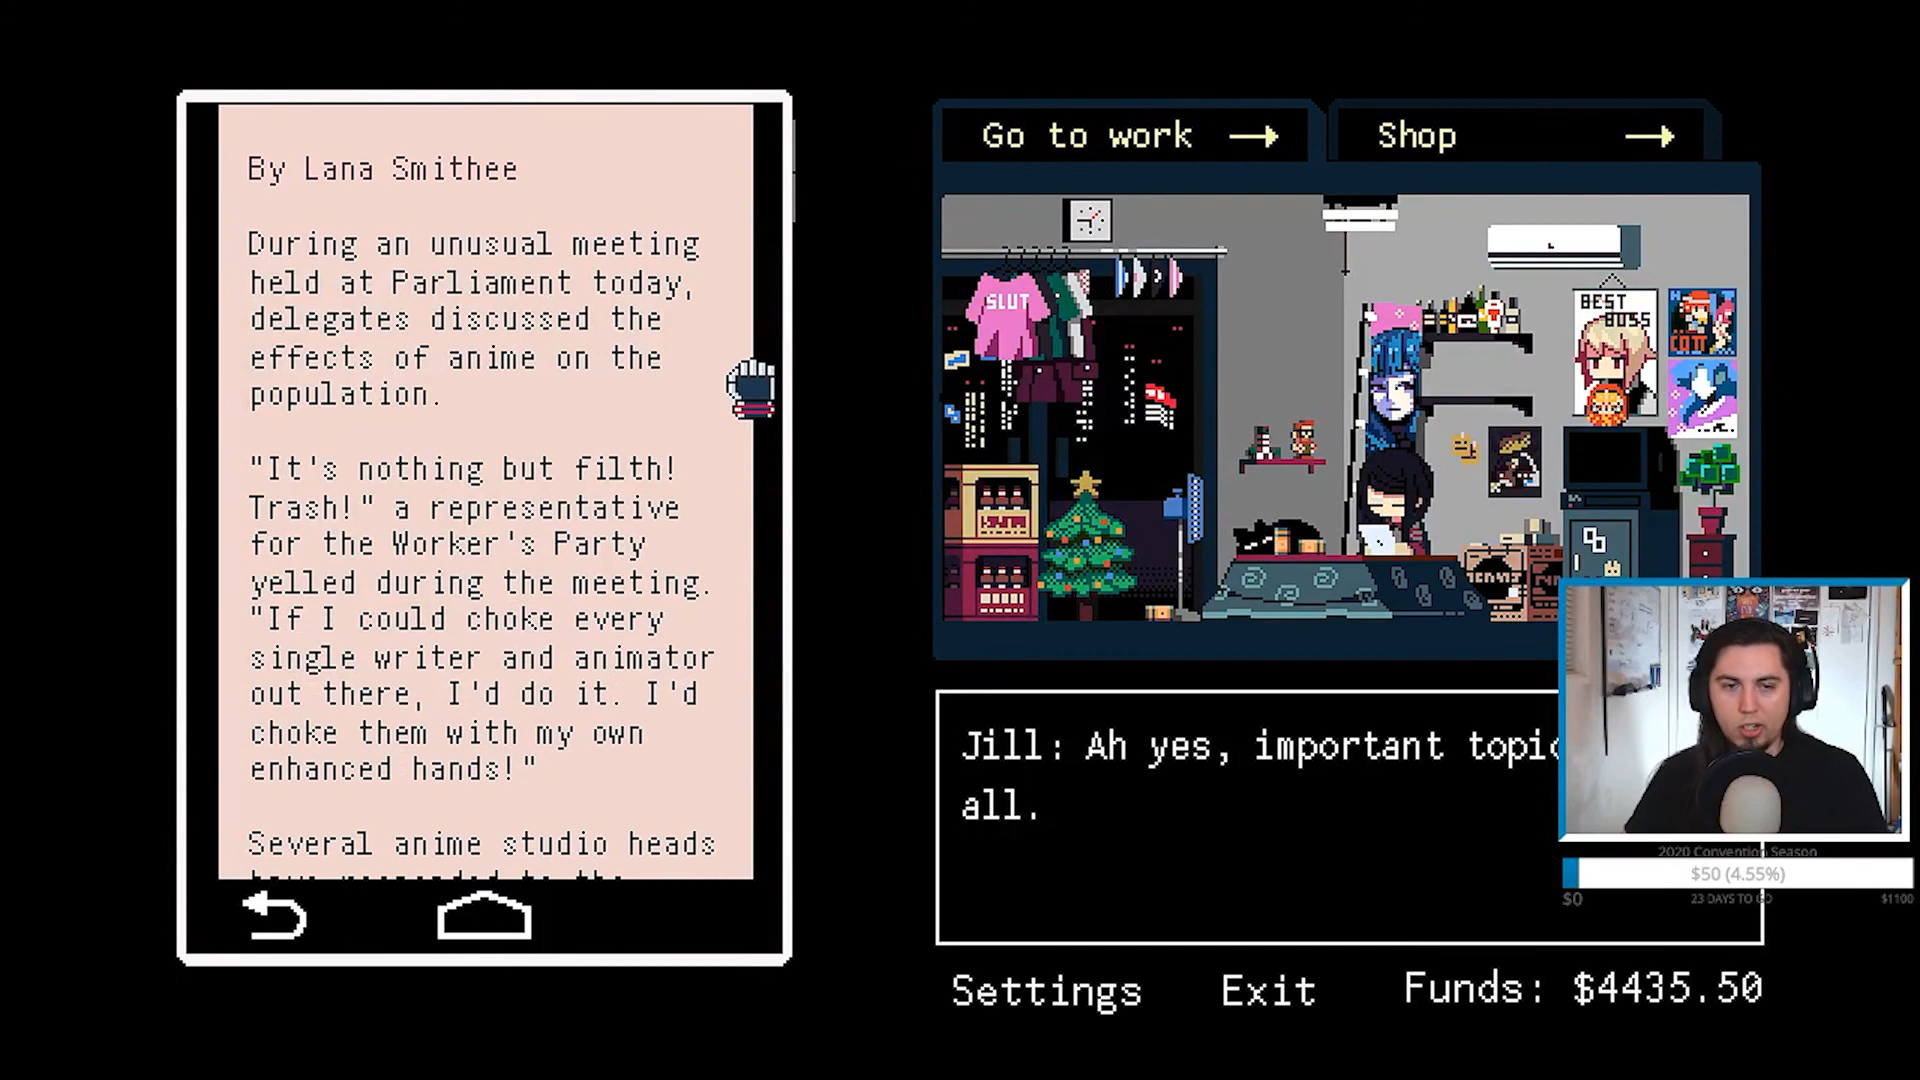 By Lana Smithee
During an unusual meeting
held at Parliament today,
delegates discussed the
effects of anime on the
population.
"It's nothing but filth!
Trash!" a representative
for the Worker's Party
yelled during the meeting.
"If I could choke every
single writer and animator
out there, I'd do it. I'd
choke them with my own
enhanced hands!"
Several anime studio heads
Go to work
Shop
SLUT
BEST
BOSS
Jill: Ah yes, important
all.
2020 Convention Season
$50 (4.55%)
$0
23 DAYS TO GO
$1100
Settings
Exit
Funds: $4435.50